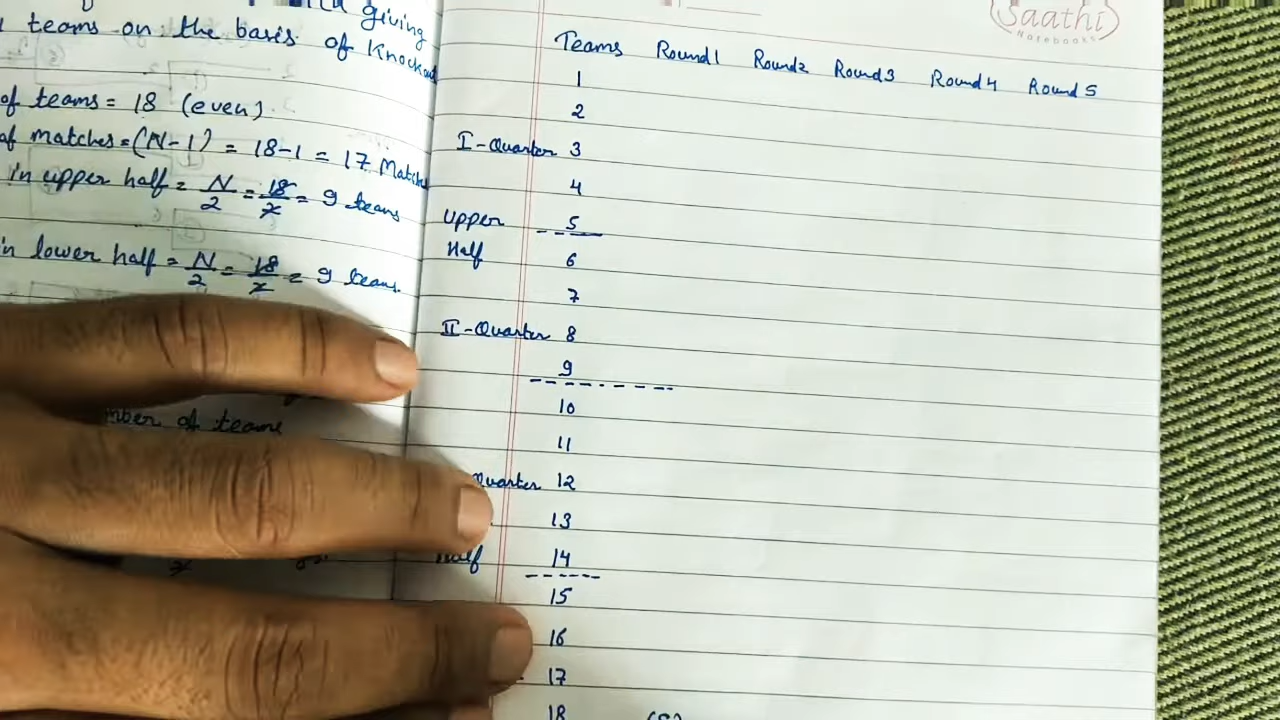 giving
teams on the basis of Knockout
of teams = 18 (even).
of matches = (N-1) = 18-1 = 17 Matches
in upper half = N/2 = 18/2 = 9 teams
in lower half = N/2 = 18/2 = 9 teams.
of teams
Saathi
Notebooks
Teams Round1 Round2 Round3 Round4 Round5
1
2
I-Quarter 3
4
Upper 5
Half 6
7
II-Quarter 8
9
10
11
Quarter 12
13
Half 14
15
16
17
18